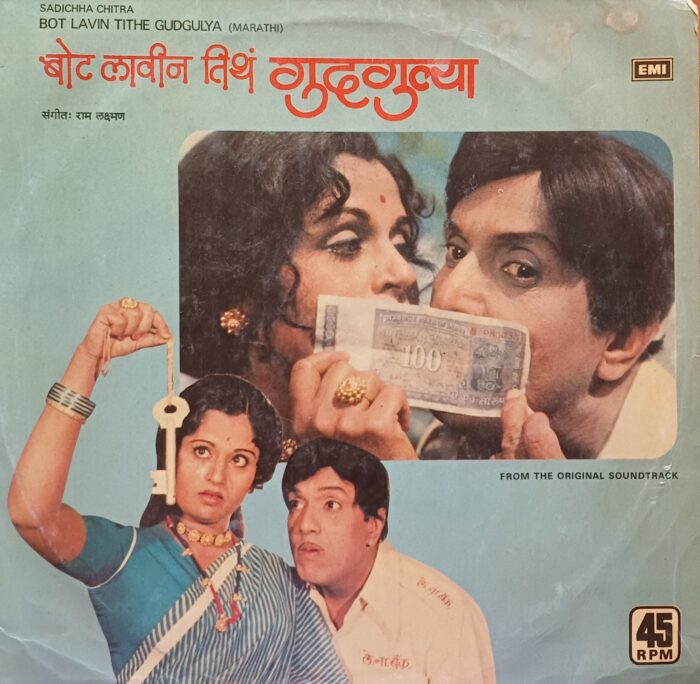 SADICHHA CHITRA
BOT LAVIN TITHE GUDGULYA (MARATHI)
बोट लावीन तिथं गुदगुल्या
EMI
संगीतः राम लक्ष्मण
100
FROM THE ORIGINAL SOUNDTRACK
ले.ना.बँक.
ले.ना.बँक
45
RPM